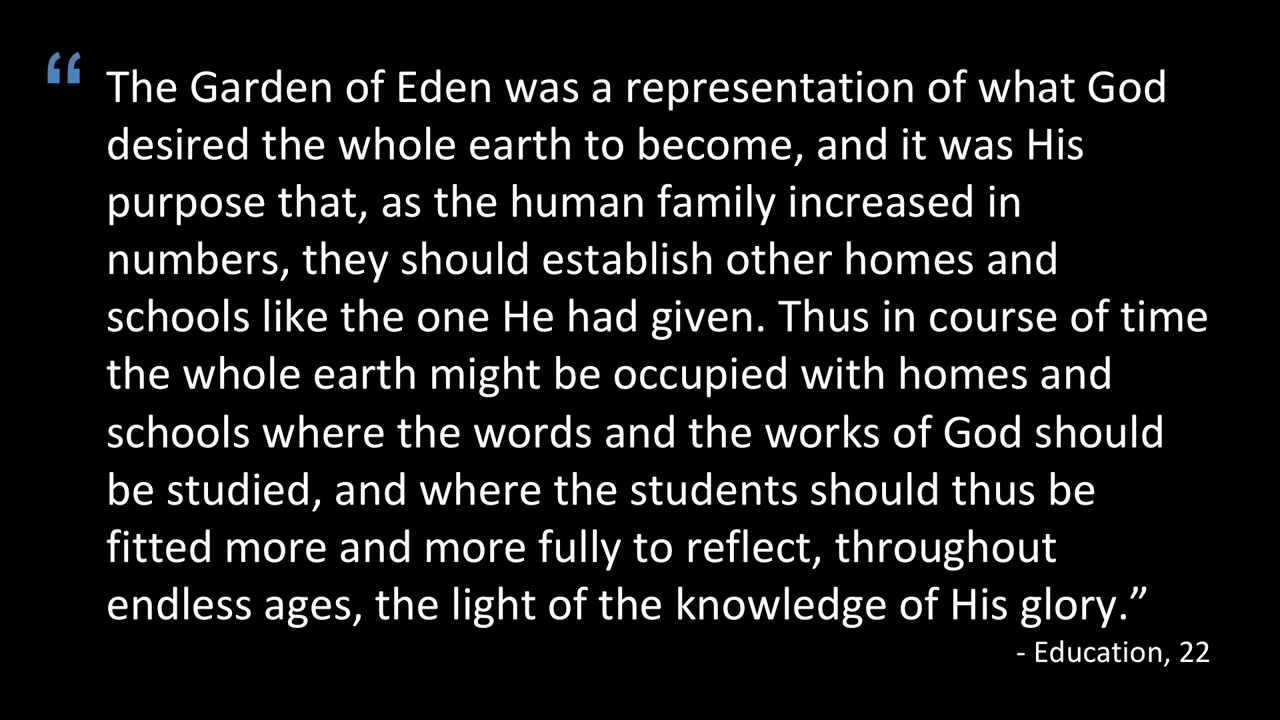 “ The Garden of Eden was a representation of what God
desired the whole earth to become, and it was His
purpose that, as the human family increased in
numbers, they should establish other homes and
schools like the one He had given. Thus in course of time
the whole earth might be occupied with homes and
schools where the words and the works of God should
be studied, and where the students should thus be
fitted more and more fully to reflect, throughout
endless ages, the light of the knowledge of His glory.”
- Education, 22